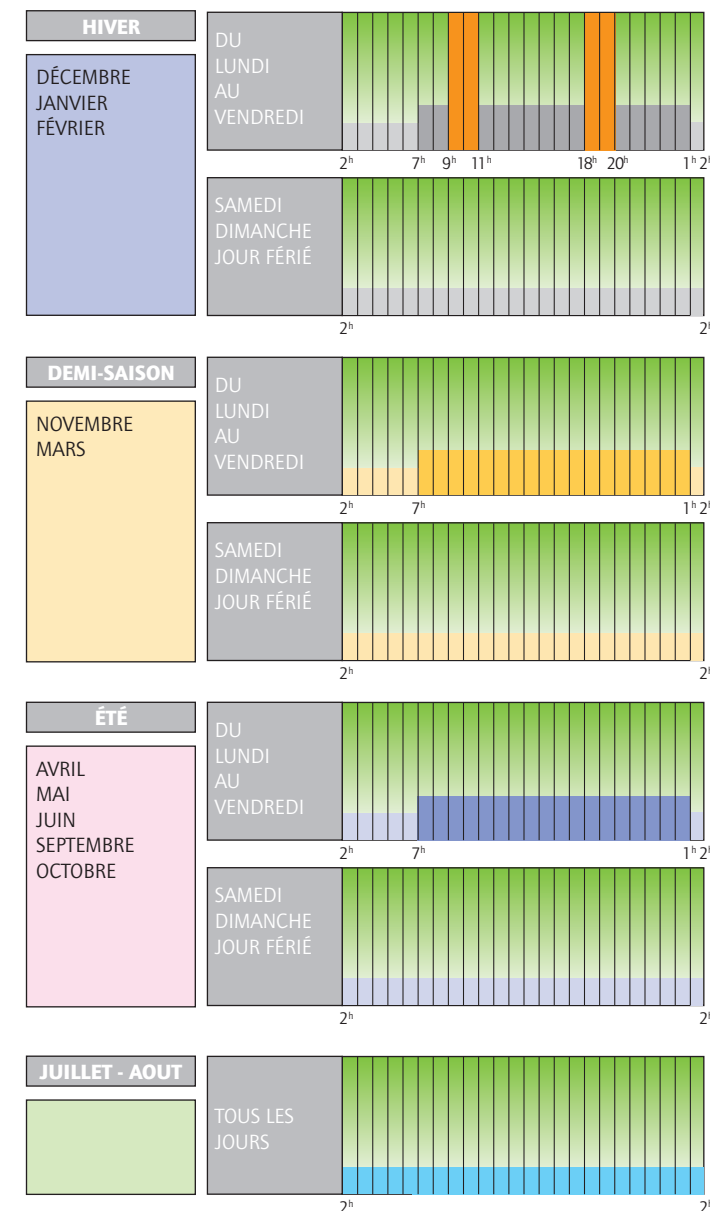 HIVER
DÉCEMBRE
JANVIER
FÉVRIER
DU
LUNDI
AU
VENDREDI
2h 7h 9h 11h 18h 20h 1h 2h
SAMEDI
DIMANCHE
JOUR FÉRIÉ
2h 2h
DEMI-SAISON
NOVEMBRE
MARS
DU
LUNDI
AU
VENDREDI
2h 7h 1h 2h
SAMEDI
DIMANCHE
JOUR FÉRIÉ
2h 2h
ÉTÉ
AVRIL
MAI
JUIN
SEPTEMBRE
OCTOBRE
DU
LUNDI
AU
VENDREDI
2h 7h 1h 2h
SAMEDI
DIMANCHE
JOUR FÉRIÉ
2h 2h
JUILLET - AOUT
TOUS LES
JOURS
2h 2h